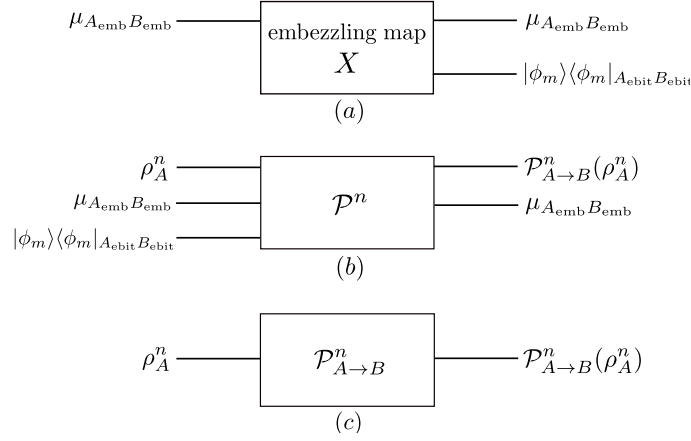 μ_{A_emb B_emb} embezzling map μ_{A_emb B_emb}
X |ϕ_m⟩⟨ϕ_m|_{A_ebit B_ebit}
(a)
ρ_A^n 𝒫^n_{A→B}(ρ_A^n)
μ_{A_emb B_emb} 𝒫^n μ_{A_emb B_emb}
|ϕ_m⟩⟨ϕ_m|_{A_ebit B_ebit}
(b)
ρ_A^n 𝒫^n_{A→B} 𝒫^n_{A→B}(ρ_A^n)
(c)